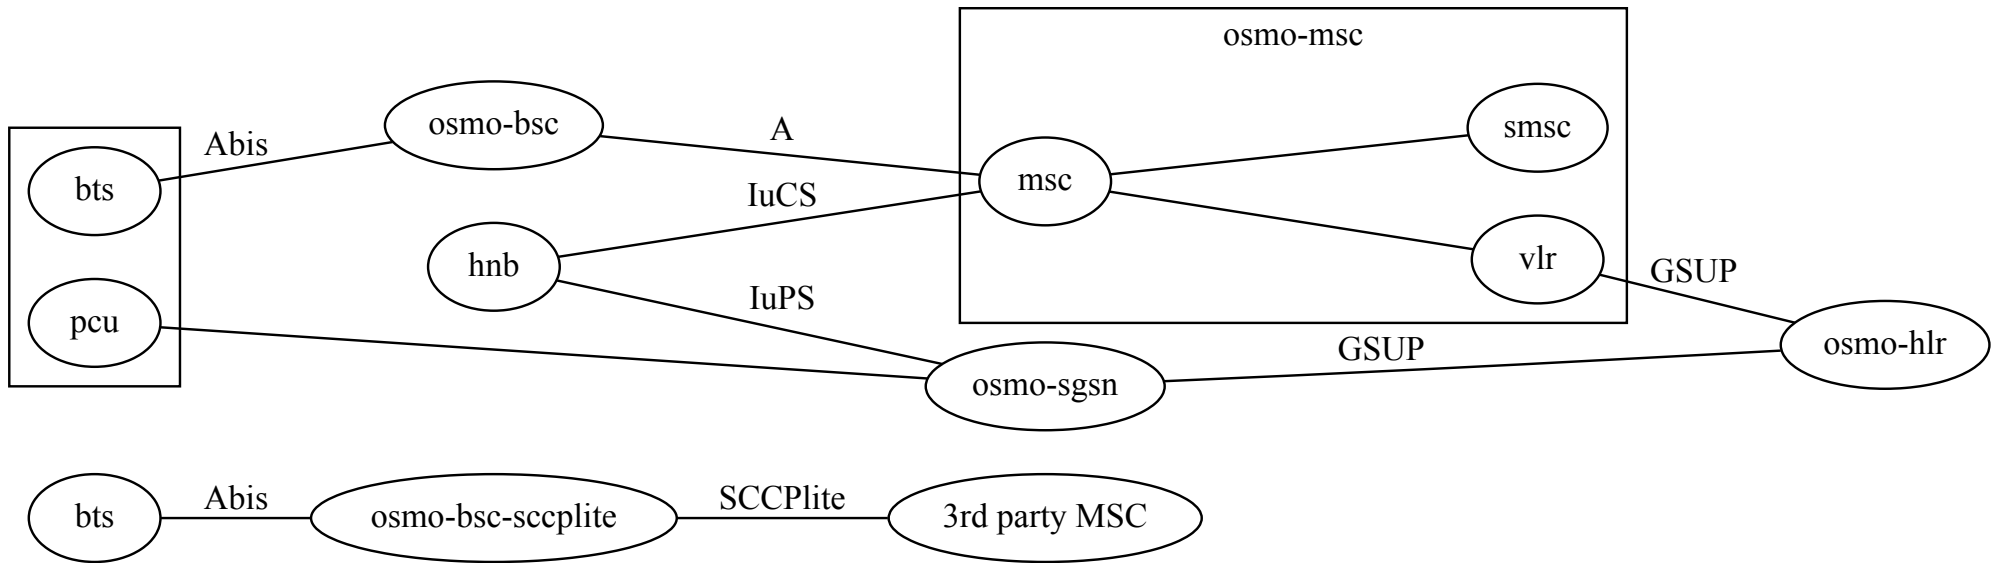 osmo-msc
osmo-bsc
smsc
Abis
A
bts
msc
IuCS
hnb
vlr
GSUP
IuPS
pcu
osmo-hlr
GSUP
osmo-sgsn
bts
Abis
osmo-bsc-sccplite
SCCPlite
3rd party MSC